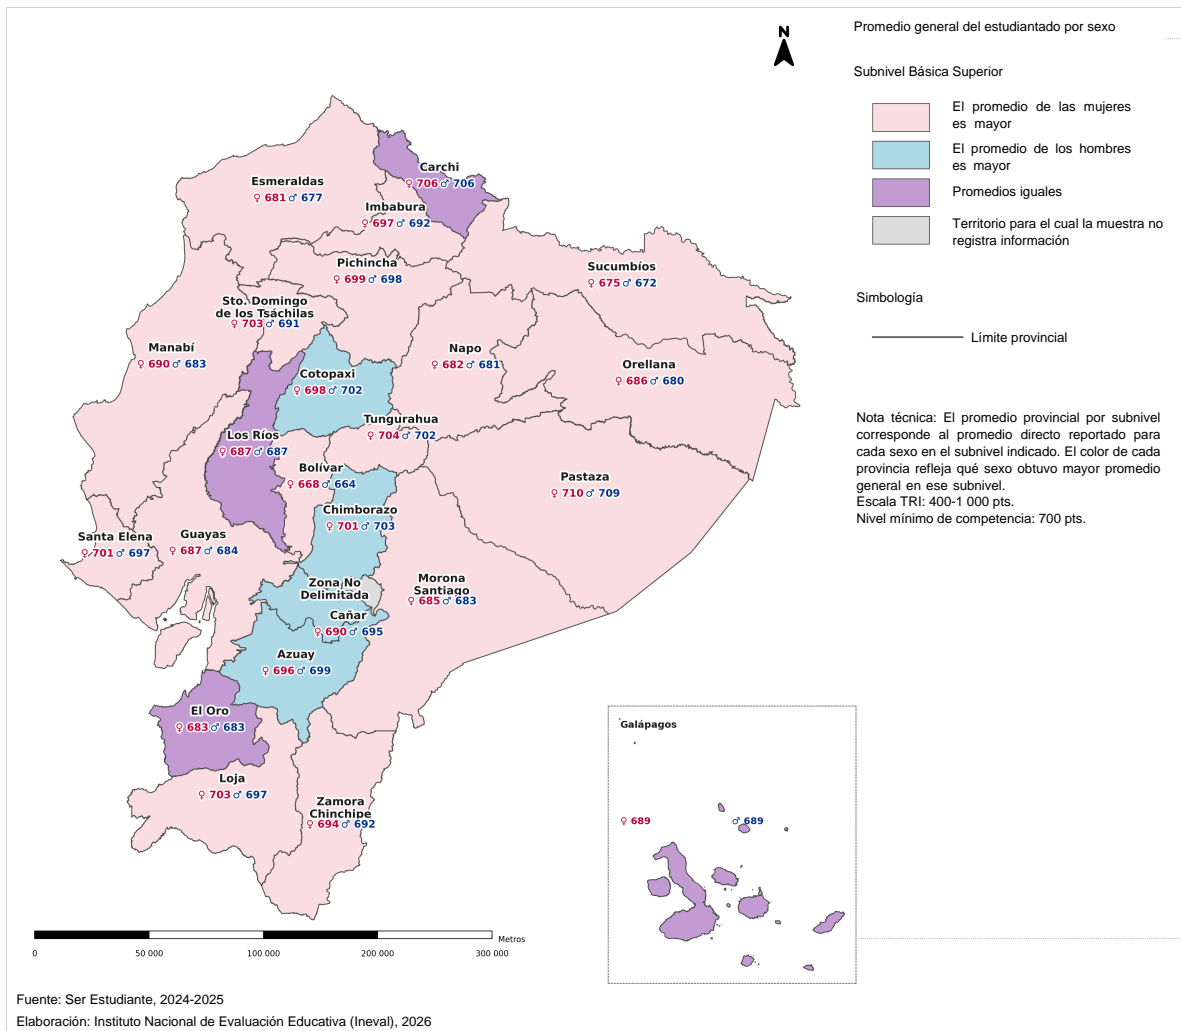 Promedio general del estudiantado por sexo
N
Subnivel Básica Superior
El promedio de las mujeres
es mayor
El promedio de los hombres
es mayor
Promedios iguales
Territorio para el cual la muestra no
registra información
Simbología
Límite provincial
Nota técnica: El promedio provincial por subnivel
corresponde al promedio directo reportado para
cada sexo en el subnivel indicado. El color de cada
provincia refleja qué sexo obtuvo mayor promedio
general en ese subnivel.
Escala TRI: 400-1 000 pts.
Nivel mínimo de competencia: 700 pts.
Carchi
♀ 706 ♂ 706
Esmeraldas
♀ 681 ♂ 677
Imbabura
♀ 697 ♂ 692
Pichincha
♀ 699 ♂ 698
Sucumbíos
♀ 675 ♂ 672
Sto. Domingo
de los Tsáchilas
♀ 703 ♂ 691
Manabí
♀ 690 ♂ 683
Napo
♀ 682 ♂ 681
Orellana
♀ 686 ♂ 680
Cotopaxi
♀ 698 ♂ 702
Tungurahua
♀ 704 ♂ 702
Los Ríos
♀ 687 ♂ 687
Bolívar
♀ 668 ♂ 664
Pastaza
♀ 710 ♂ 709
Chimborazo
♀ 701 ♂ 703
Santa Elena
♀ 701 ♂ 697
Guayas
♀ 687 ♂ 684
Zona No
Delimitada
Morona
Santiago
♀ 685 ♂ 683
Cañar
♀ 690 ♂ 695
Azuay
♀ 696 ♂ 699
El Oro
♀ 683 ♂ 683
Loja
♀ 703 ♂ 697
Zamora
Chinchipe
♀ 694 ♂ 692
Galápagos
♀ 689 ♂ 689
Metros
0 50 000 100 000 200 000 300 000
Fuente: Ser Estudiante, 2024-2025
Elaboración: Instituto Nacional de Evaluación Educativa (Ineval), 2026